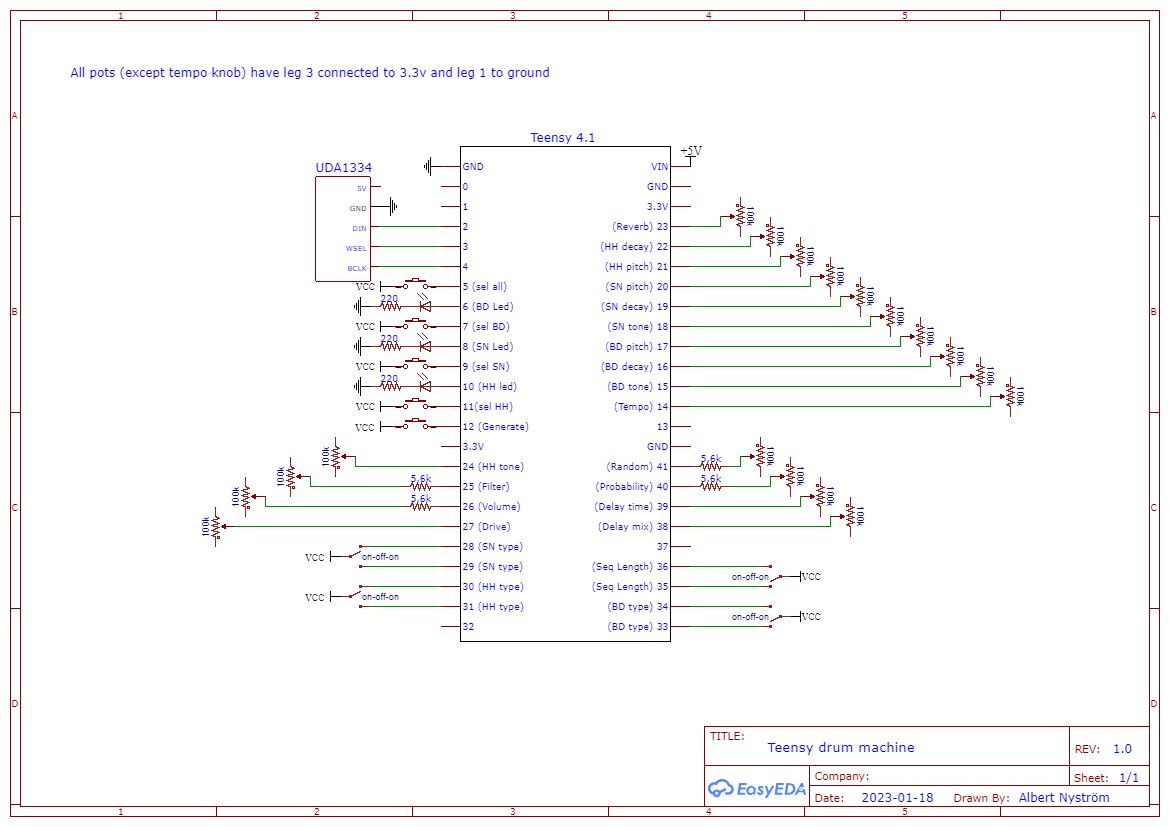 1 2 3 4 5
All pots (except tempo knob) have leg 3 connected to 3.3v and leg 1 to ground
A A
Teensy 4.1
+5V
UDA1334
5V
GND
DIN
WSEL
BCLK
GND
0
1
2
3
4
VCC 5 (sel all)
220 6 (BD Led)
VCC 7 (sel BD)
220 8 (SN Led)
VCC 9 (sel SN)
220 10 (HH led)
VCC 11(sel HH)
VCC 12 (Generate)
3.3V
100k 24 (HH tone)
100k 5.6k 25 (Filter)
100k 5.6k 26 (Volume)
100k 27 (Drive)
28 (SN type)
VCC on-off-on
29 (SN type)
30 (HH type)
VCC on-off-on
31 (HH type)
32
VIN
GND
3.3V
(Reverb) 23 100k
(HH decay) 22 100k
(HH pitch) 21 100k
(SN pitch) 20 100k
(SN decay) 19 100k
(SN tone) 18 100k
(BD pitch) 17 100k
(BD decay) 16 100k
(BD tone) 15 100k
(Tempo) 14 100k
13
GND
(Random) 41 5.6k 100k
(Probability) 40 5.6k 100k
(Delay time) 39 100k
(Delay mix) 38 100k
37
(Seq Length) 36
on-off-on VCC
(Seq Length) 35
(BD type) 34
on-off-on VCC
(BD type) 33
B B
C C
D D
TITLE:
Teensy drum machine
REV: 1.0
EasyEDA
Company:
Sheet: 1/1
Date: 2023-01-18 Drawn By: Albert Nyström
1 2 3 4 5